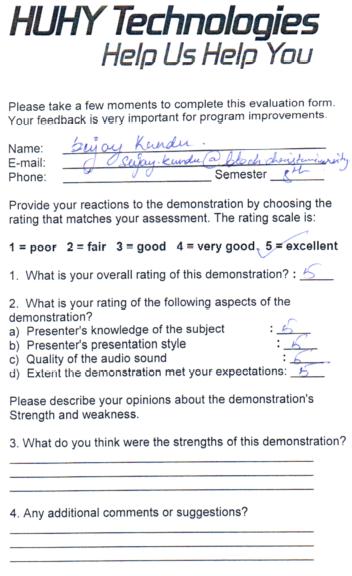 HUHY Technologies
Help Us Help You
Please take a few moments to complete this evaluation form.
Your feedback is very important for program improvements.
Name: Kundu.
E-mail:
Phone: Semester 8th
Provide your reactions to the demonstration by choosing the
rating that matches your assessment. The rating scale is:
1 = poor 2 = fair 3 = good 4 = very good, 5 = excellent
1. What is your overall rating of this demonstration? : 5
2. What is your rating of the following aspects of the
demonstration?
a) Presenter's knowledge of the subject : 5
b) Presenter's presentation style : 5
c) Quality of the audio sound : 5
d) Extent the demonstration met your expectations: 5
Please describe your opinions about the demonstration's
Strength and weakness.
3. What do you think were the strengths of this demonstration?
4. Any additional comments or suggestions?